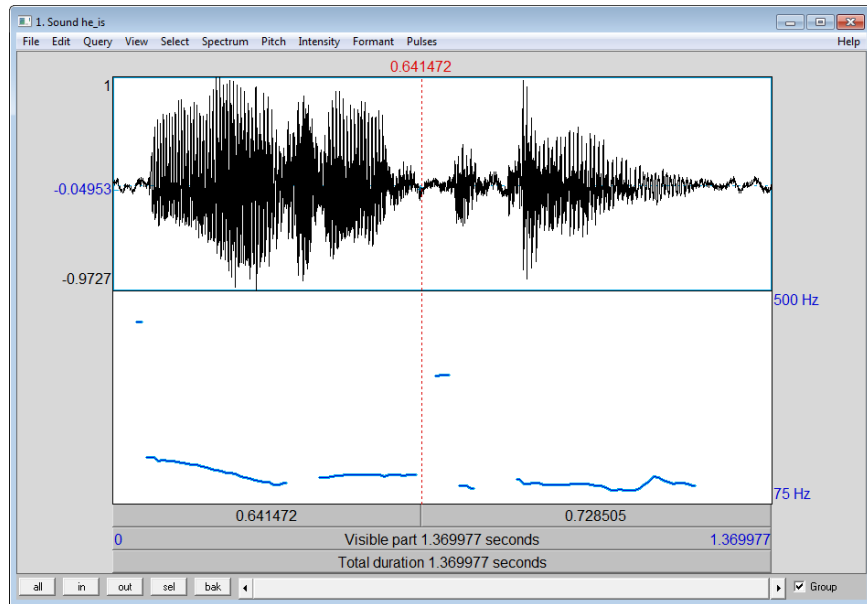 1. Sound he_is
File Edit Query View Select Spectrum Pitch Intensity Formant Pulses Help
0.641472
1
-0.04953
-0.9727
500 Hz
75 Hz
0.641472 0.728505
0 Visible part 1.369977 seconds 1.369977
Total duration 1.369977 seconds
all in out sel bak Group